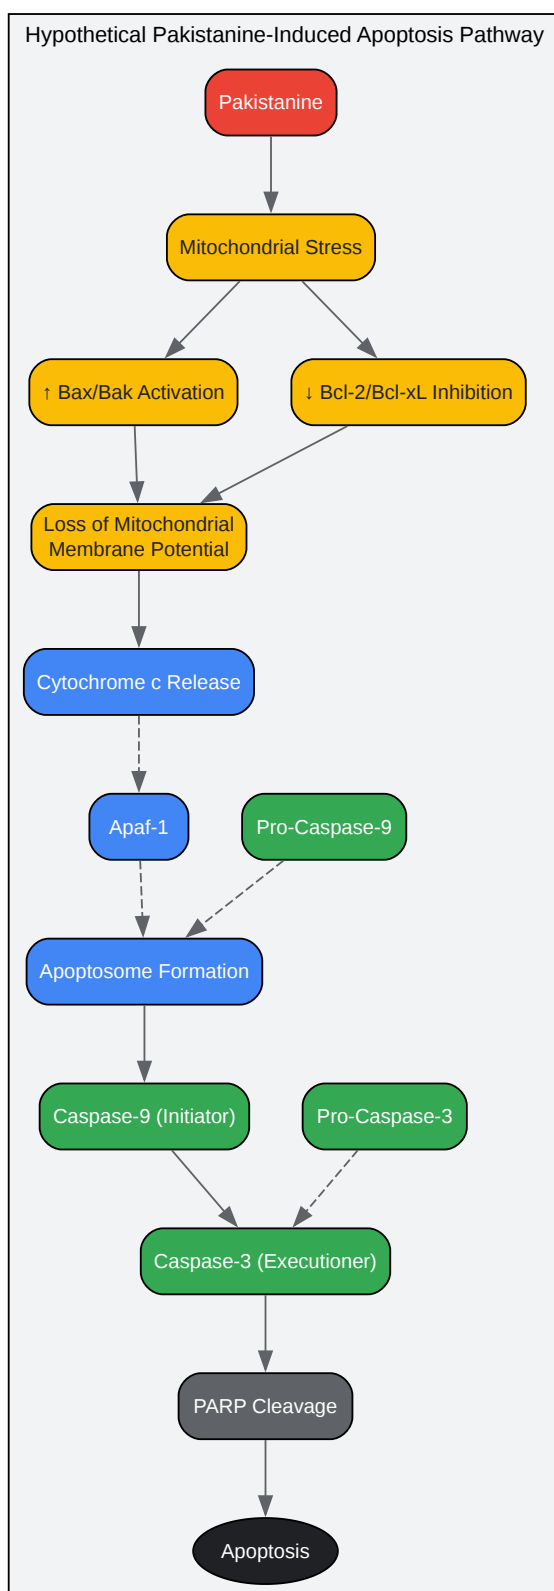 Hypothetical Pakistanine-Induced Apoptosis Pathway
Pakistanine
Mitochondrial Stress
↑ Bax/Bak Activation
↓ Bcl-2/Bcl-xL Inhibition
Loss of Mitochondrial
Membrane Potential
Cytochrome c Release
Apaf-1
Pro-Caspase-9
Apoptosome Formation
Caspase-9 (Initiator)
Pro-Caspase-3
Caspase-3 (Executioner)
PARP Cleavage
Apoptosis